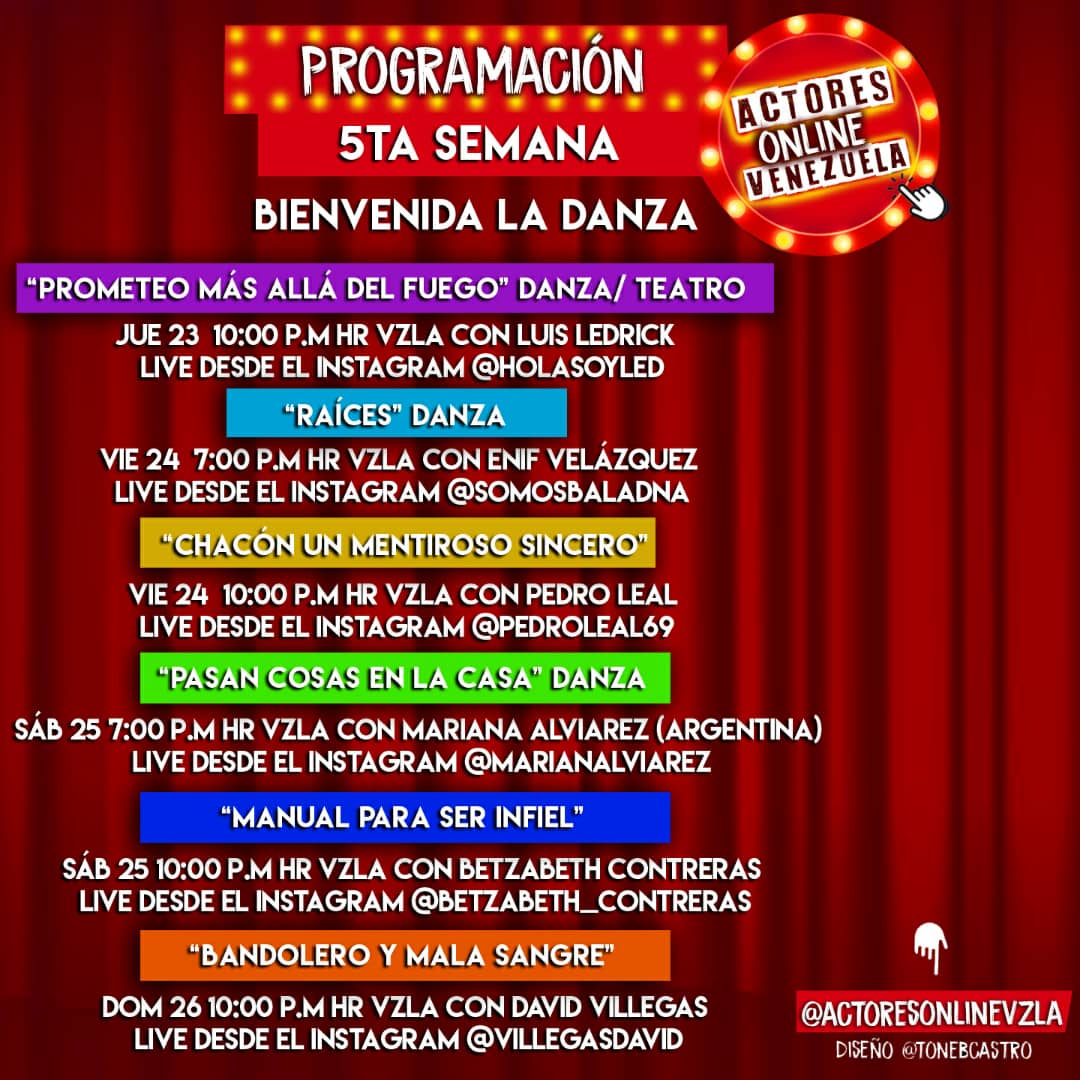 PROGRAMACIÓN
5TA SEMANA
BIENVENIDA LA DANZA
ACTORES
ONLINE
VENEZUELA
“PROMETEO MÁS ALLÁ DEL FUEGO” DANZA/ TEATRO
JUE 23 10:00 P.M HR VZLA CON LUIS LEDRICK
LIVE DESDE EL INSTAGRAM @HOLASOYLED
“RAÍCES” DANZA
VIE 24 7:00 P.M HR VZLA CON ENIF VELÁZQUEZ
LIVE DESDE EL INSTAGRAM @SOMOSBALADNA
“CHACÓN UN MENTIROSO SINCERO”
VIE 24 10:00 P.M HR VZLA CON PEDRO LEAL
LIVE DESDE EL INSTAGRAM @PEDROLEAL69
“PASAN COSAS EN LA CASA” DANZA
SÁB 25 7:00 P.M HR VZLA CON MARIANA ALVIAREZ (ARGENTINA)
LIVE DESDE EL INSTAGRAM @MARIANALVIAREZ
“MANUAL PARA SER INFIEL”
SÁB 25 10:00 P.M HR VZLA CON BETZABETH CONTRERAS
LIVE DESDE EL INSTAGRAM @BETZABETH_CONTRERAS
“BANDOLERO Y MALA SANGRE”
DOM 26 10:00 P.M HR VZLA CON DAVID VILLEGAS
LIVE DESDE EL INSTAGRAM @VILLEGASDAVID
@ACTORESONLINEVZLA
DISEÑO @TONEBCASTRO